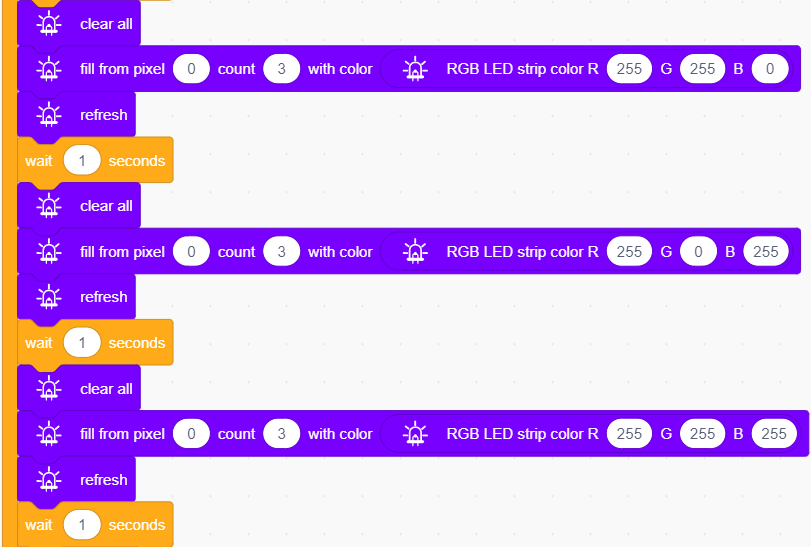 clear all
fill from pixel 0 count 3 with color RGB LED strip color R 255 G 255 B 0
refresh
wait 1 seconds
clear all
fill from pixel 0 count 3 with color RGB LED strip color R 255 G 0 B 255
refresh
wait 1 seconds
clear all
fill from pixel 0 count 3 with color RGB LED strip color R 255 G 255 B 255
refresh
wait 1 seconds